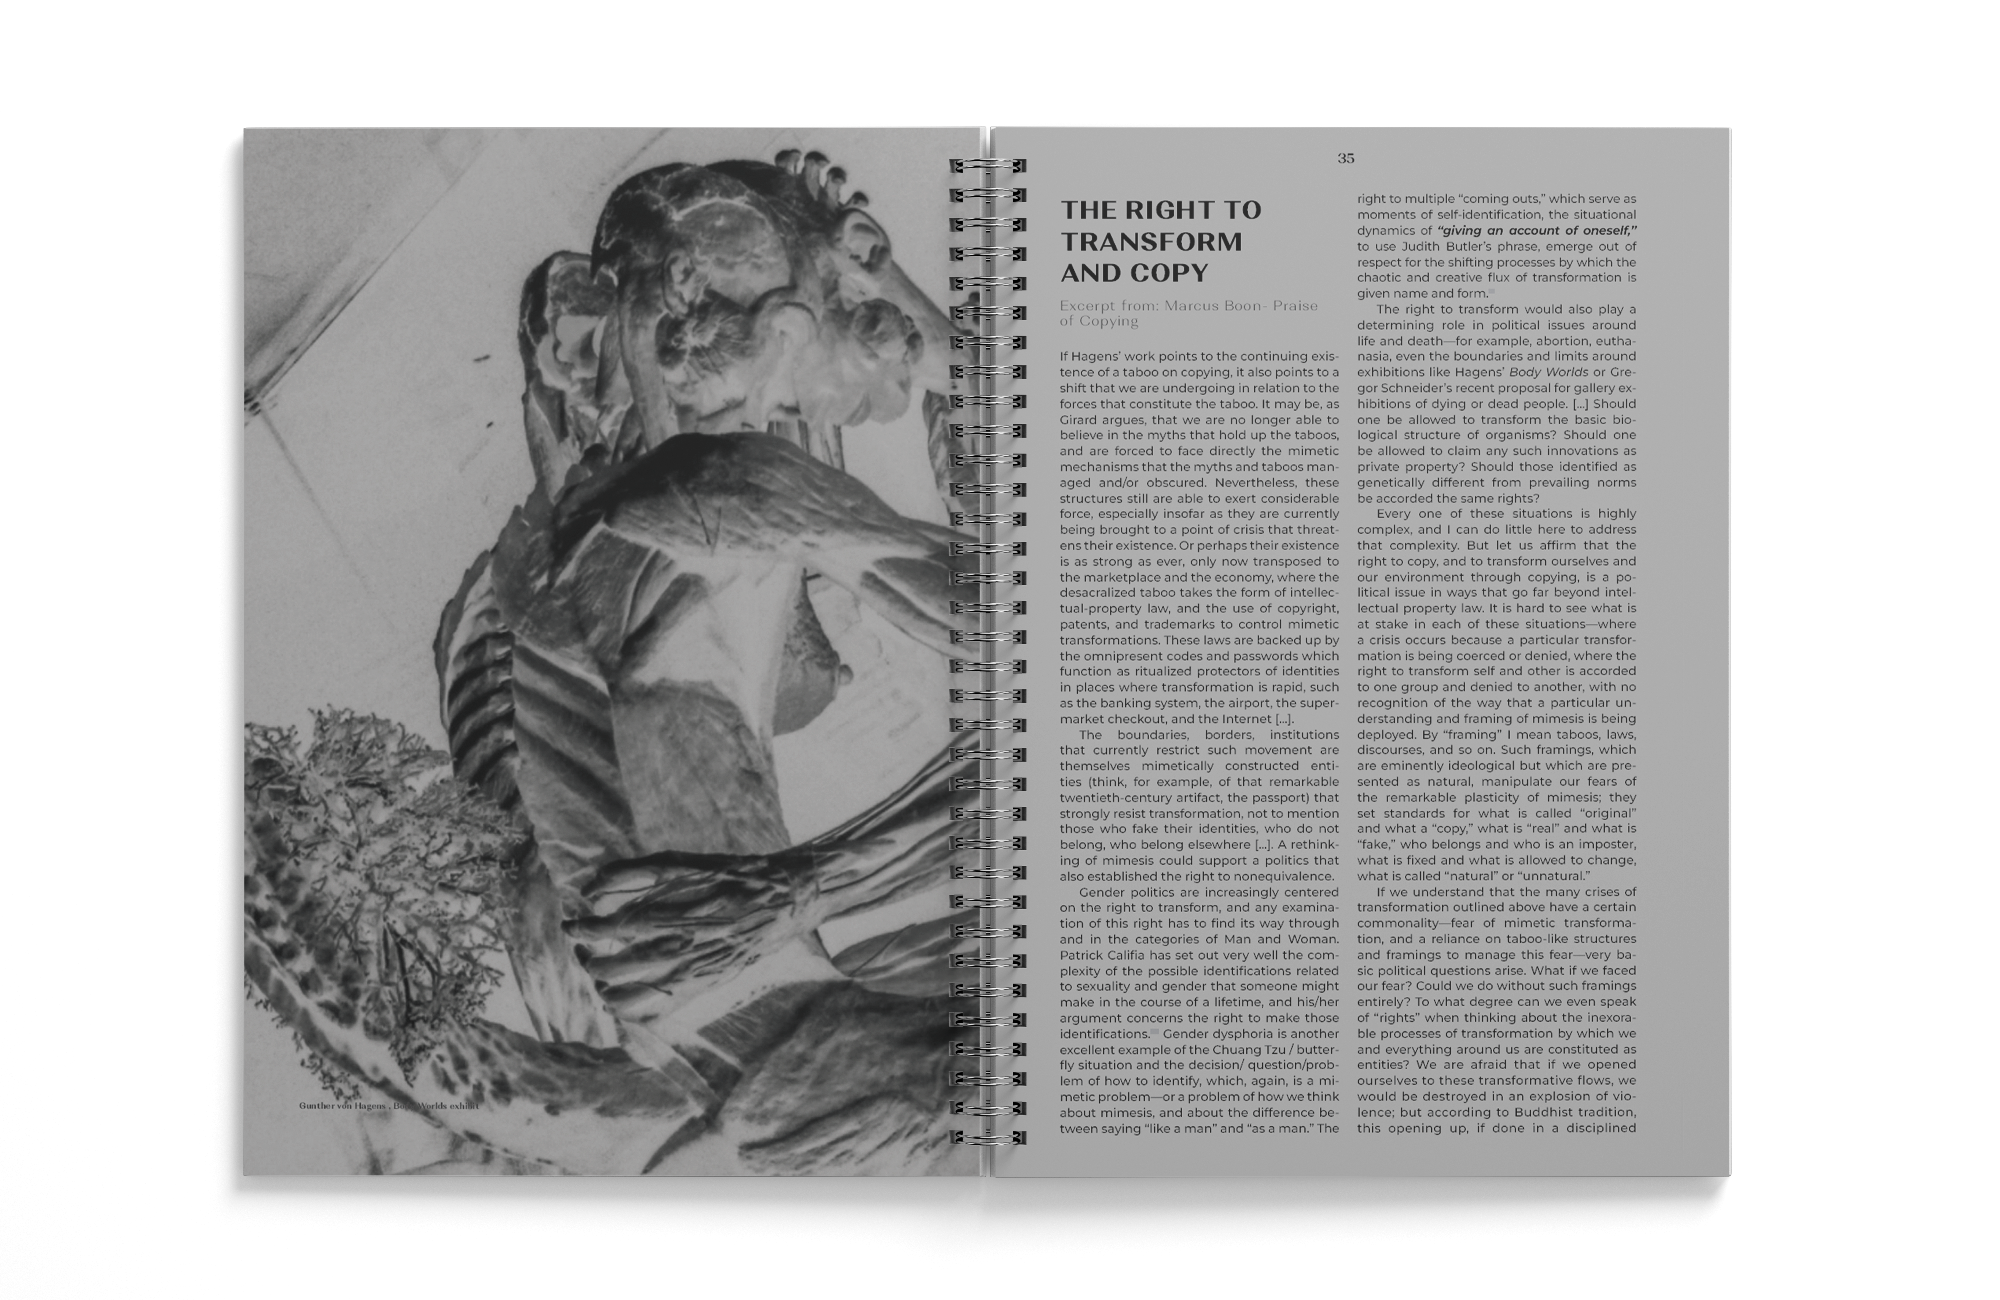 Gunther von Hagens , Body Worlds exhibit
35
THE RIGHT TO
TRANSFORM
AND COPY
Excerpt from: Marcus Boon- Praise
of Copying
If Hagens’ work points to the continuing exis-
tence of a taboo on copying, it also points to a
shift that we are undergoing in relation to the
forces that constitute the taboo. It may be, as
Girard argues, that we are no longer able to
believe in the myths that hold up the taboos,
and are forced to face directly the mimetic
mechanisms that the myths and taboos man-
aged and/or obscured. Nevertheless, these
structures still are able to exert considerable
force, especially insofar as they are currently
being brought to a point of crisis that threat-
ens their existence. Or perhaps their existence
is as strong as ever, only now transposed to
the marketplace and the economy, where the
desacralized taboo takes the form of intellec-
tual-property law, and the use of copyright,
patents, and trademarks to control mimetic
transformations. These laws are backed up by
the omnipresent codes and passwords which
function as ritualized protectors of identities
in places where transformation is rapid, such
as the banking system, the airport, the super-
market checkout, and the Internet [...].
The boundaries, borders, institutions
that currently restrict such movement are
themselves mimetically constructed enti-
ties (think, for example, of that remarkable
twentieth-century artifact, the passport) that
strongly resist transformation, not to mention
those who fake their identities, who do not
belong, who belong elsewhere [...]. A rethink-
ing of mimesis could support a politics that
also established the right to nonequivalence.
Gender politics are increasingly centered
on the right to transform, and any examina-
tion of this right has to find its way through
and in the categories of Man and Woman.
Patrick Califia has set out very well the com-
plexity of the possible identifications related
to sexuality and gender that someone might
make in the course of a lifetime, and his/her
argument concerns the right to make those
identifications. Gender dysphoria is another
excellent example of the Chuang Tzu / butter-
fly situation and the decision/ question/prob-
lem of how to identify, which, again, is a mi-
metic problem—or a problem of how we think
about mimesis, and about the difference be-
tween saying “like a man” and “as a man.” The
right to multiple “coming outs,” which serve as
moments of self-identification, the situational
dynamics of “giving an account of oneself,”
to use Judith Butler’s phrase, emerge out of
respect for the shifting processes by which the
chaotic and creative flux of transformation is
given name and form.
The right to transform would also play a
determining role in political issues around
life and death—for example, abortion, eutha-
nasia, even the boundaries and limits around
exhibitions like Hagens’ Body Worlds or Gre-
gor Schneider’s recent proposal for gallery ex-
hibitions of dying or dead people. [...] Should
one be allowed to transform the basic bio-
logical structure of organisms? Should one
be allowed to claim any such innovations as
private property? Should those identified as
genetically different from prevailing norms
be accorded the same rights?
Every one of these situations is highly
complex, and I can do little here to address
that complexity. But let us affirm that the
right to copy, and to transform ourselves and
our environment through copying, is a po-
litical issue in ways that go far beyond intel-
lectual property law. It is hard to see what is
at stake in each of these situations—where
a crisis occurs because a particular transfor-
mation is being coerced or denied, where the
right to transform self and other is accorded
to one group and denied to another, with no
recognition of the way that a particular un-
derstanding and framing of mimesis is being
deployed. By “framing” I mean taboos, laws,
discourses, and so on. Such framings, which
are eminently ideological but which are pre-
sented as natural, manipulate our fears of
the remarkable plasticity of mimesis; they
set standards for what is called “original”
and what a “copy,” what is “real” and what is
“fake,” who belongs and who is an imposter,
what is fixed and what is allowed to change,
what is called “natural” or “unnatural.”
If we understand that the many crises of
transformation outlined above have a certain
commonality—fear of mimetic transforma-
tion, and a reliance on taboo-like structures
and framings to manage this fear—very ba-
sic political questions arise. What if we faced
our fear? Could we do without such framings
entirely? To what degree can we even speak
of “rights” when thinking about the inexora-
ble processes of transformation by which we
and everything around us are constituted as
entities? We are afraid that if we opened
ourselves to these transformative flows, we
would be destroyed in an explosion of vio-
lence; but according to Buddhist tradition,
this opening up, if done in a disciplined